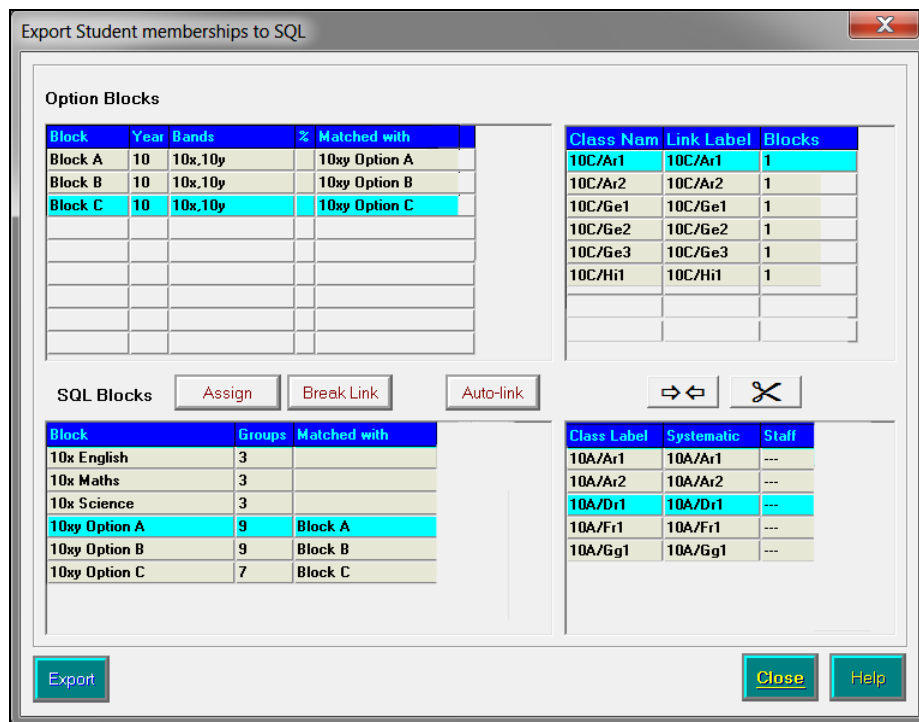 Export Student memberships to SQL
X
Option Blocks
Block Year Bands % Matched with
Block A 10 10x,10y 10xy Option A
Block B 10 10x,10y 10xy Option B
Block C 10 10x,10y 10xy Option C
Class Nam Link Label Blocks
10C/Ar1 10C/Ar1 1
10C/Ar2 10C/Ar2 1
10C/Ge1 10C/Ge1 1
10C/Ge2 10C/Ge2 1
10C/Ge3 10C/Ge3 1
10C/Hi1 10C/Hi1 1
SQL Blocks Assign Break Link Auto-link
Block Groups Matched with
10x English 3
10x Maths 3
10x Science 3
10xy Option A 9 Block A
10xy Option B 9 Block B
10xy Option C 7 Block C
Class Label Systematic Staff
10A/Ar1 10A/Ar1 ---
10A/Ar2 10A/Ar2 ---
10A/Dr1 10A/Dr1 ---
10A/Fr1 10A/Fr1 ---
10A/Gg1 10A/Gg1 ---
Export Close Help